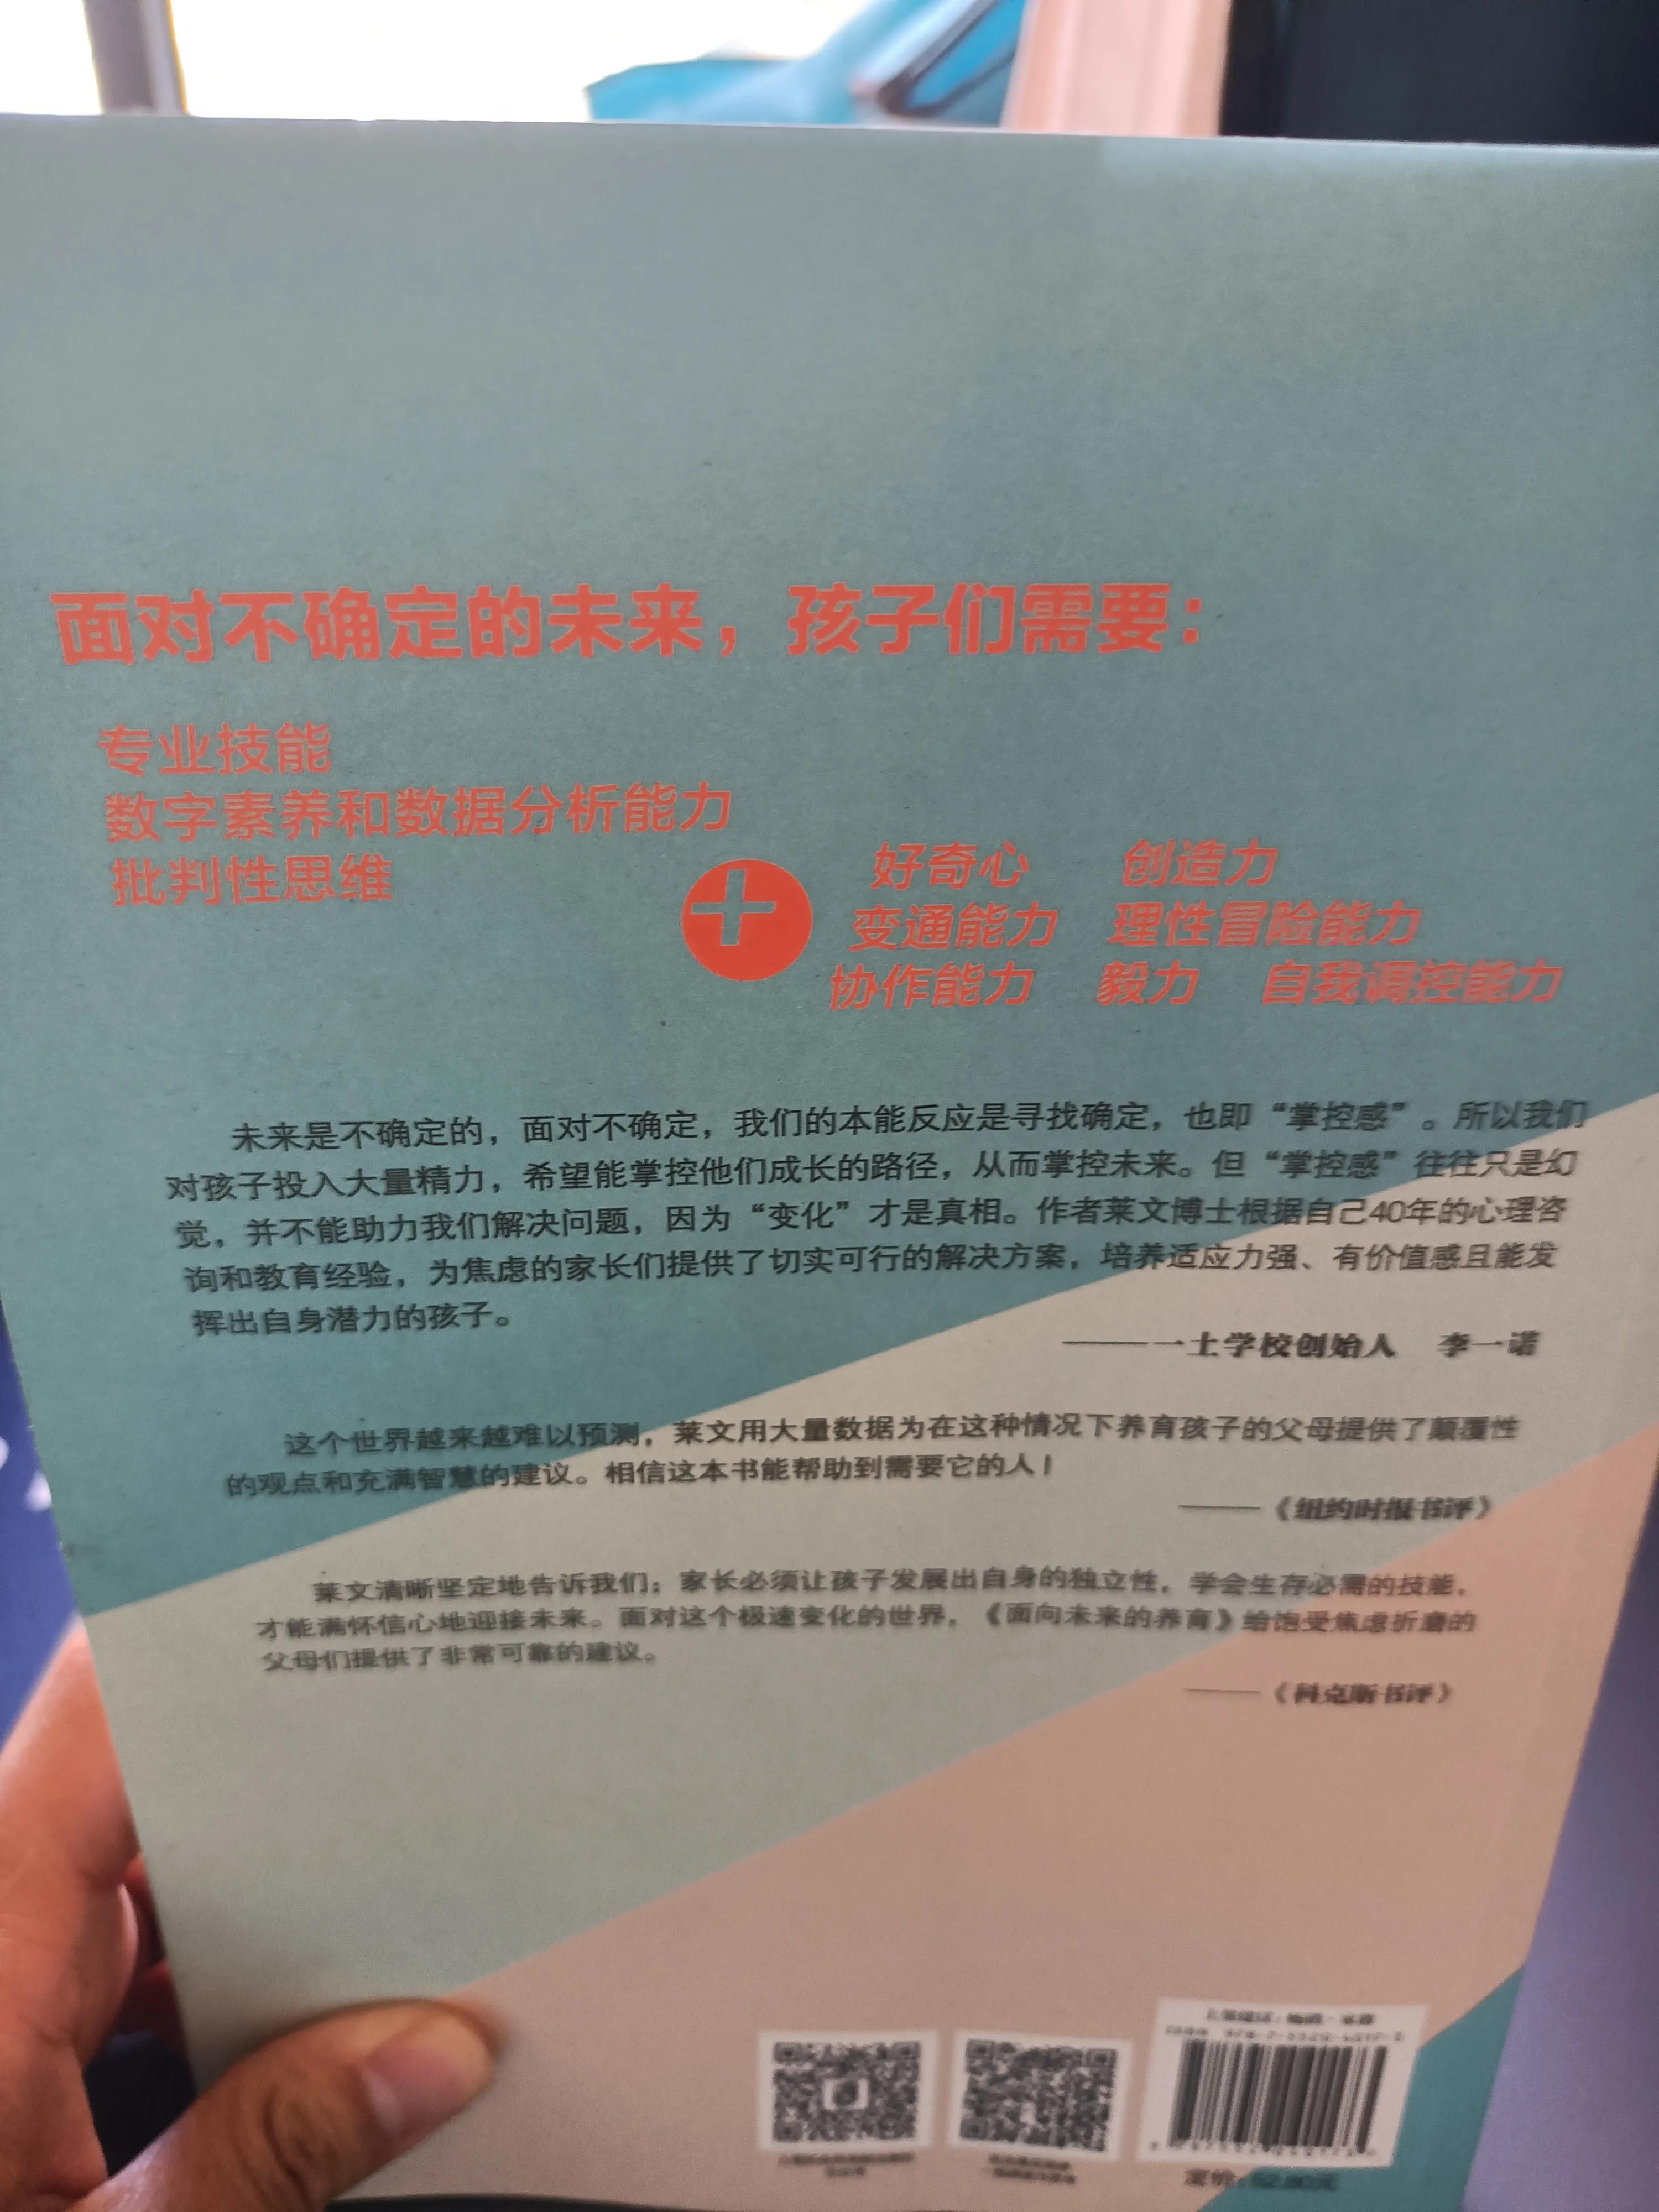 面对不确定的未来，孩子们需要：
专业技能
数字素养和数据分析能力
批判性思维
好奇心 创造力
变通能力 理性冒险能力
协作能力 毅力 自我调控能力
未来是不确定的，面对不确定，我们的本能反应是寻找确定，也即“掌控感”。所以我们
对孩子投入大量精力，希望能掌控他们成长的路径，从而掌控未来。但“掌控感”往往只是幻
觉，并不能助力我们解决问题，因为“变化”才是真相。作者莱文博士根据自己40年的心理咨
询和教育经验，为焦虑的家长们提供了切实可行的解决方案，培养适应力强、有价值感且能发
挥出自身潜力的孩子。
——一土学校创始人 李一诺
这个世界越来越难以预测，莱文用大量数据为在这种情况下养育孩子的父母提供了颠覆性
的观点和充满智慧的建议。相信这本书能帮助到需要它的人！
——《纽约时报书评》
莱文清晰坚定地告诉我们：家长必须让孩子发展出自身的独立性，学会生存必需的技能，
才能满怀信心地迎接未来。面对这个极速变化的世界，《面向未来的养育》给饱受焦虑折磨的
父母们提供了非常可靠的建议。
——《科克斯书评》
定价：